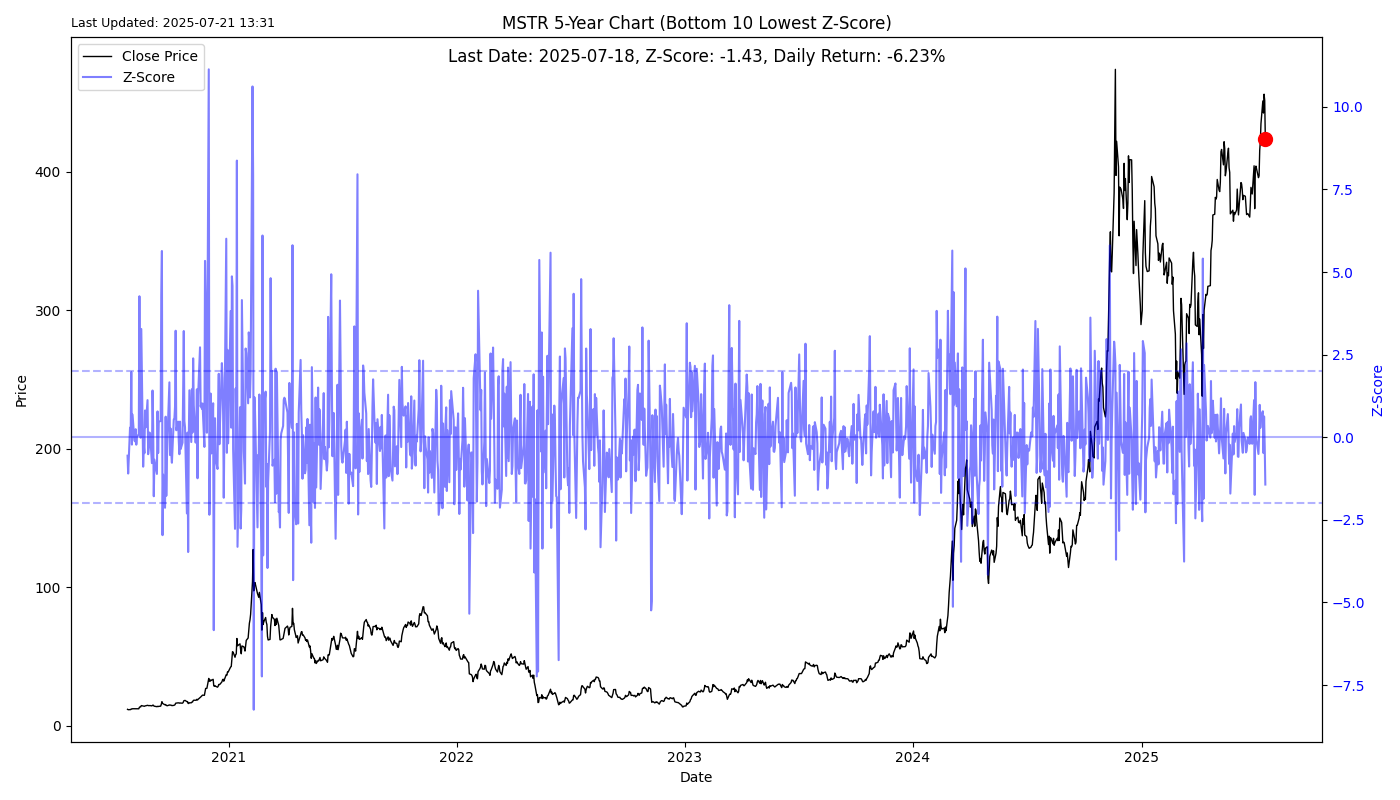 Last Updated: 2025-07-21 13:31
MSTR 5-Year Chart (Bottom 10 Lowest Z-Score)
Last Date: 2025-07-18, Z-Score: -1.43, Daily Return: -6.23%
Close Price
Z-Score
Price
400
300
200
100
0
10.0
7.5
5.0
2.5
0.0
−2.5
−5.0
−7.5
Z-Score
2021
2022
2023
2024
2025
Date